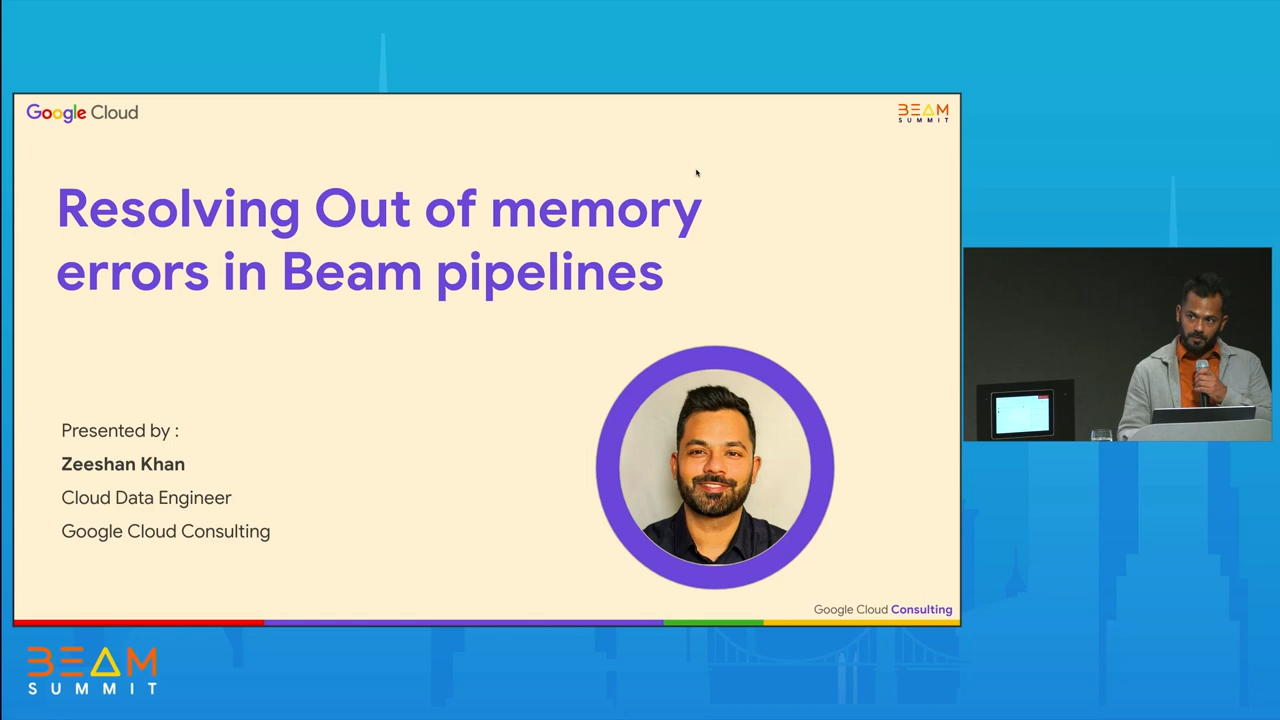 Google Cloud
BEAM
SUMMIT
Resolving Out of memory
errors in Beam pipelines
Presented by :
Zeeshan Khan
Cloud Data Engineer
Google Cloud Consulting
Google Cloud Consulting
BEAM
SUMMIT